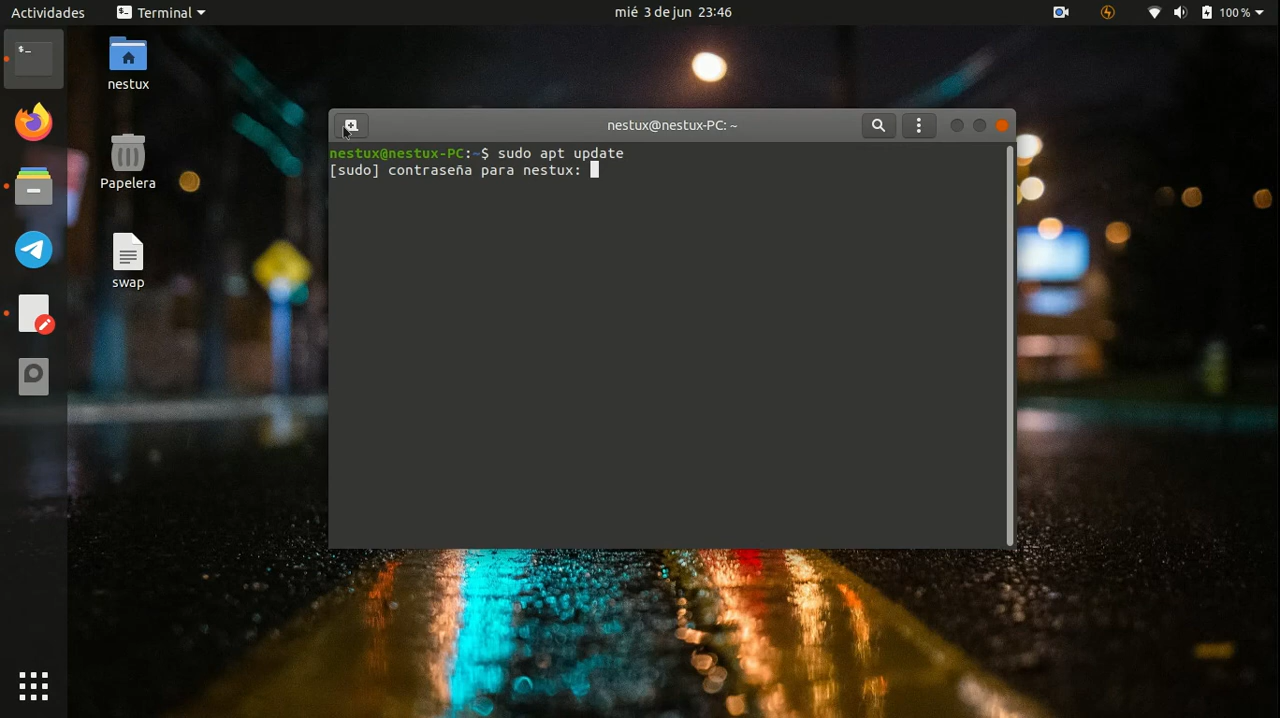 Actividades
Terminal
mié 3 de jun 23:46
100 %
nestux
Papelera
swap
nestux@nestux-PC: ~
nestux@nestux-PC:~$ sudo apt update
[sudo] contraseña para nestux: